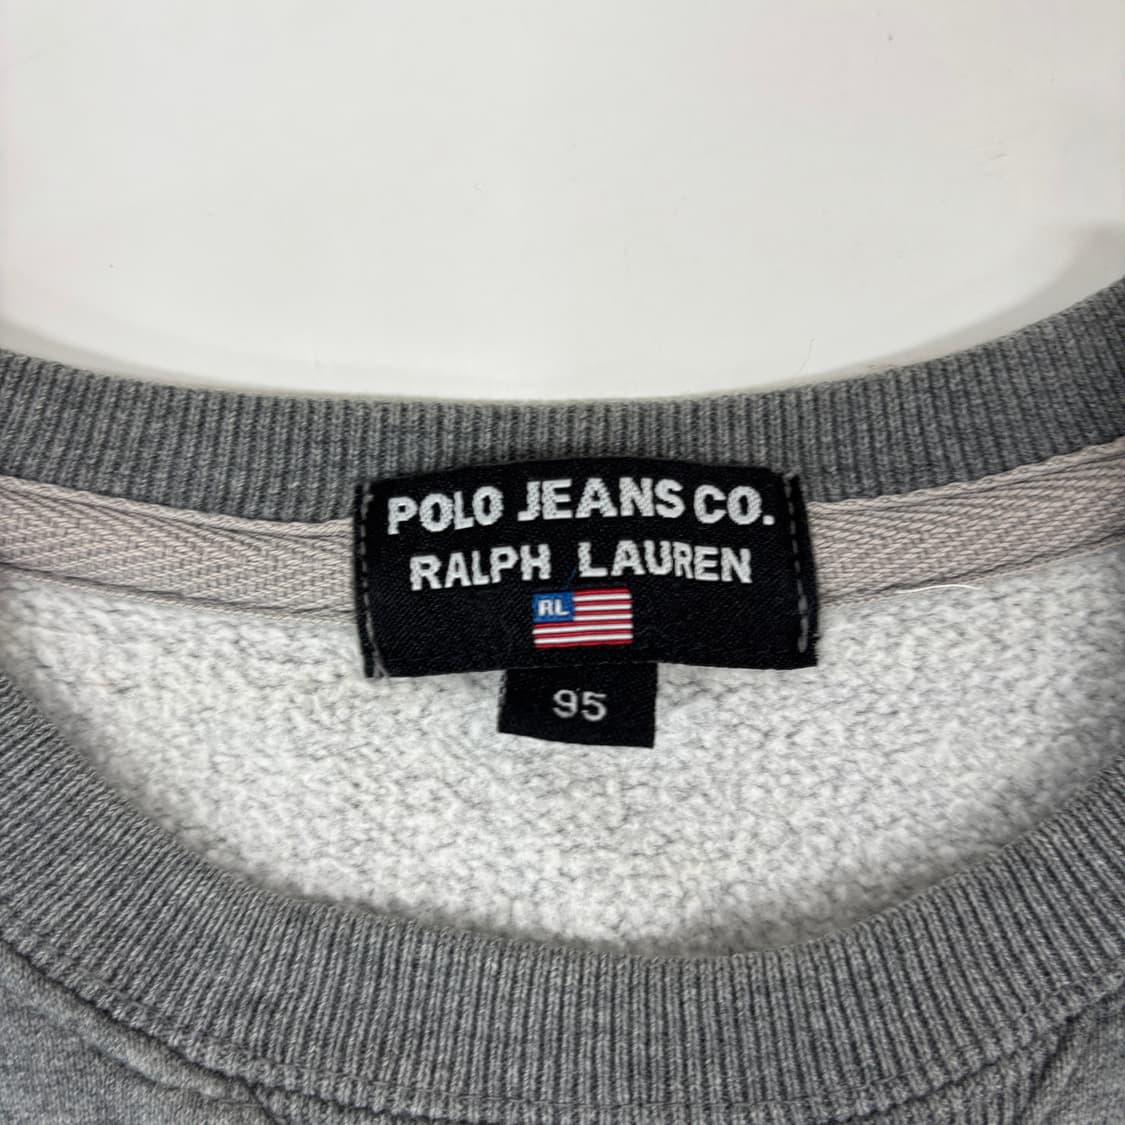 POLO JEANS CO.
RALPH LAUREN
RL
95